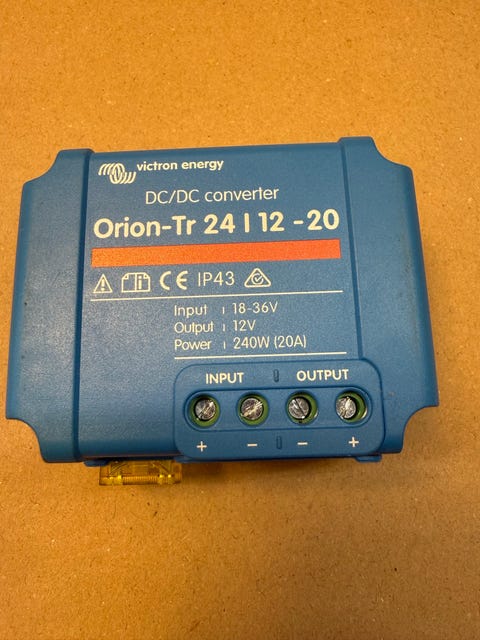 victron energy
DC/DC converter
Orion-Tr 24 | 12 -20
CE IP43
Input | 18-36V
Output | 12V
Power | 240W (20A)
INPUT | OUTPUT
+ - | - +